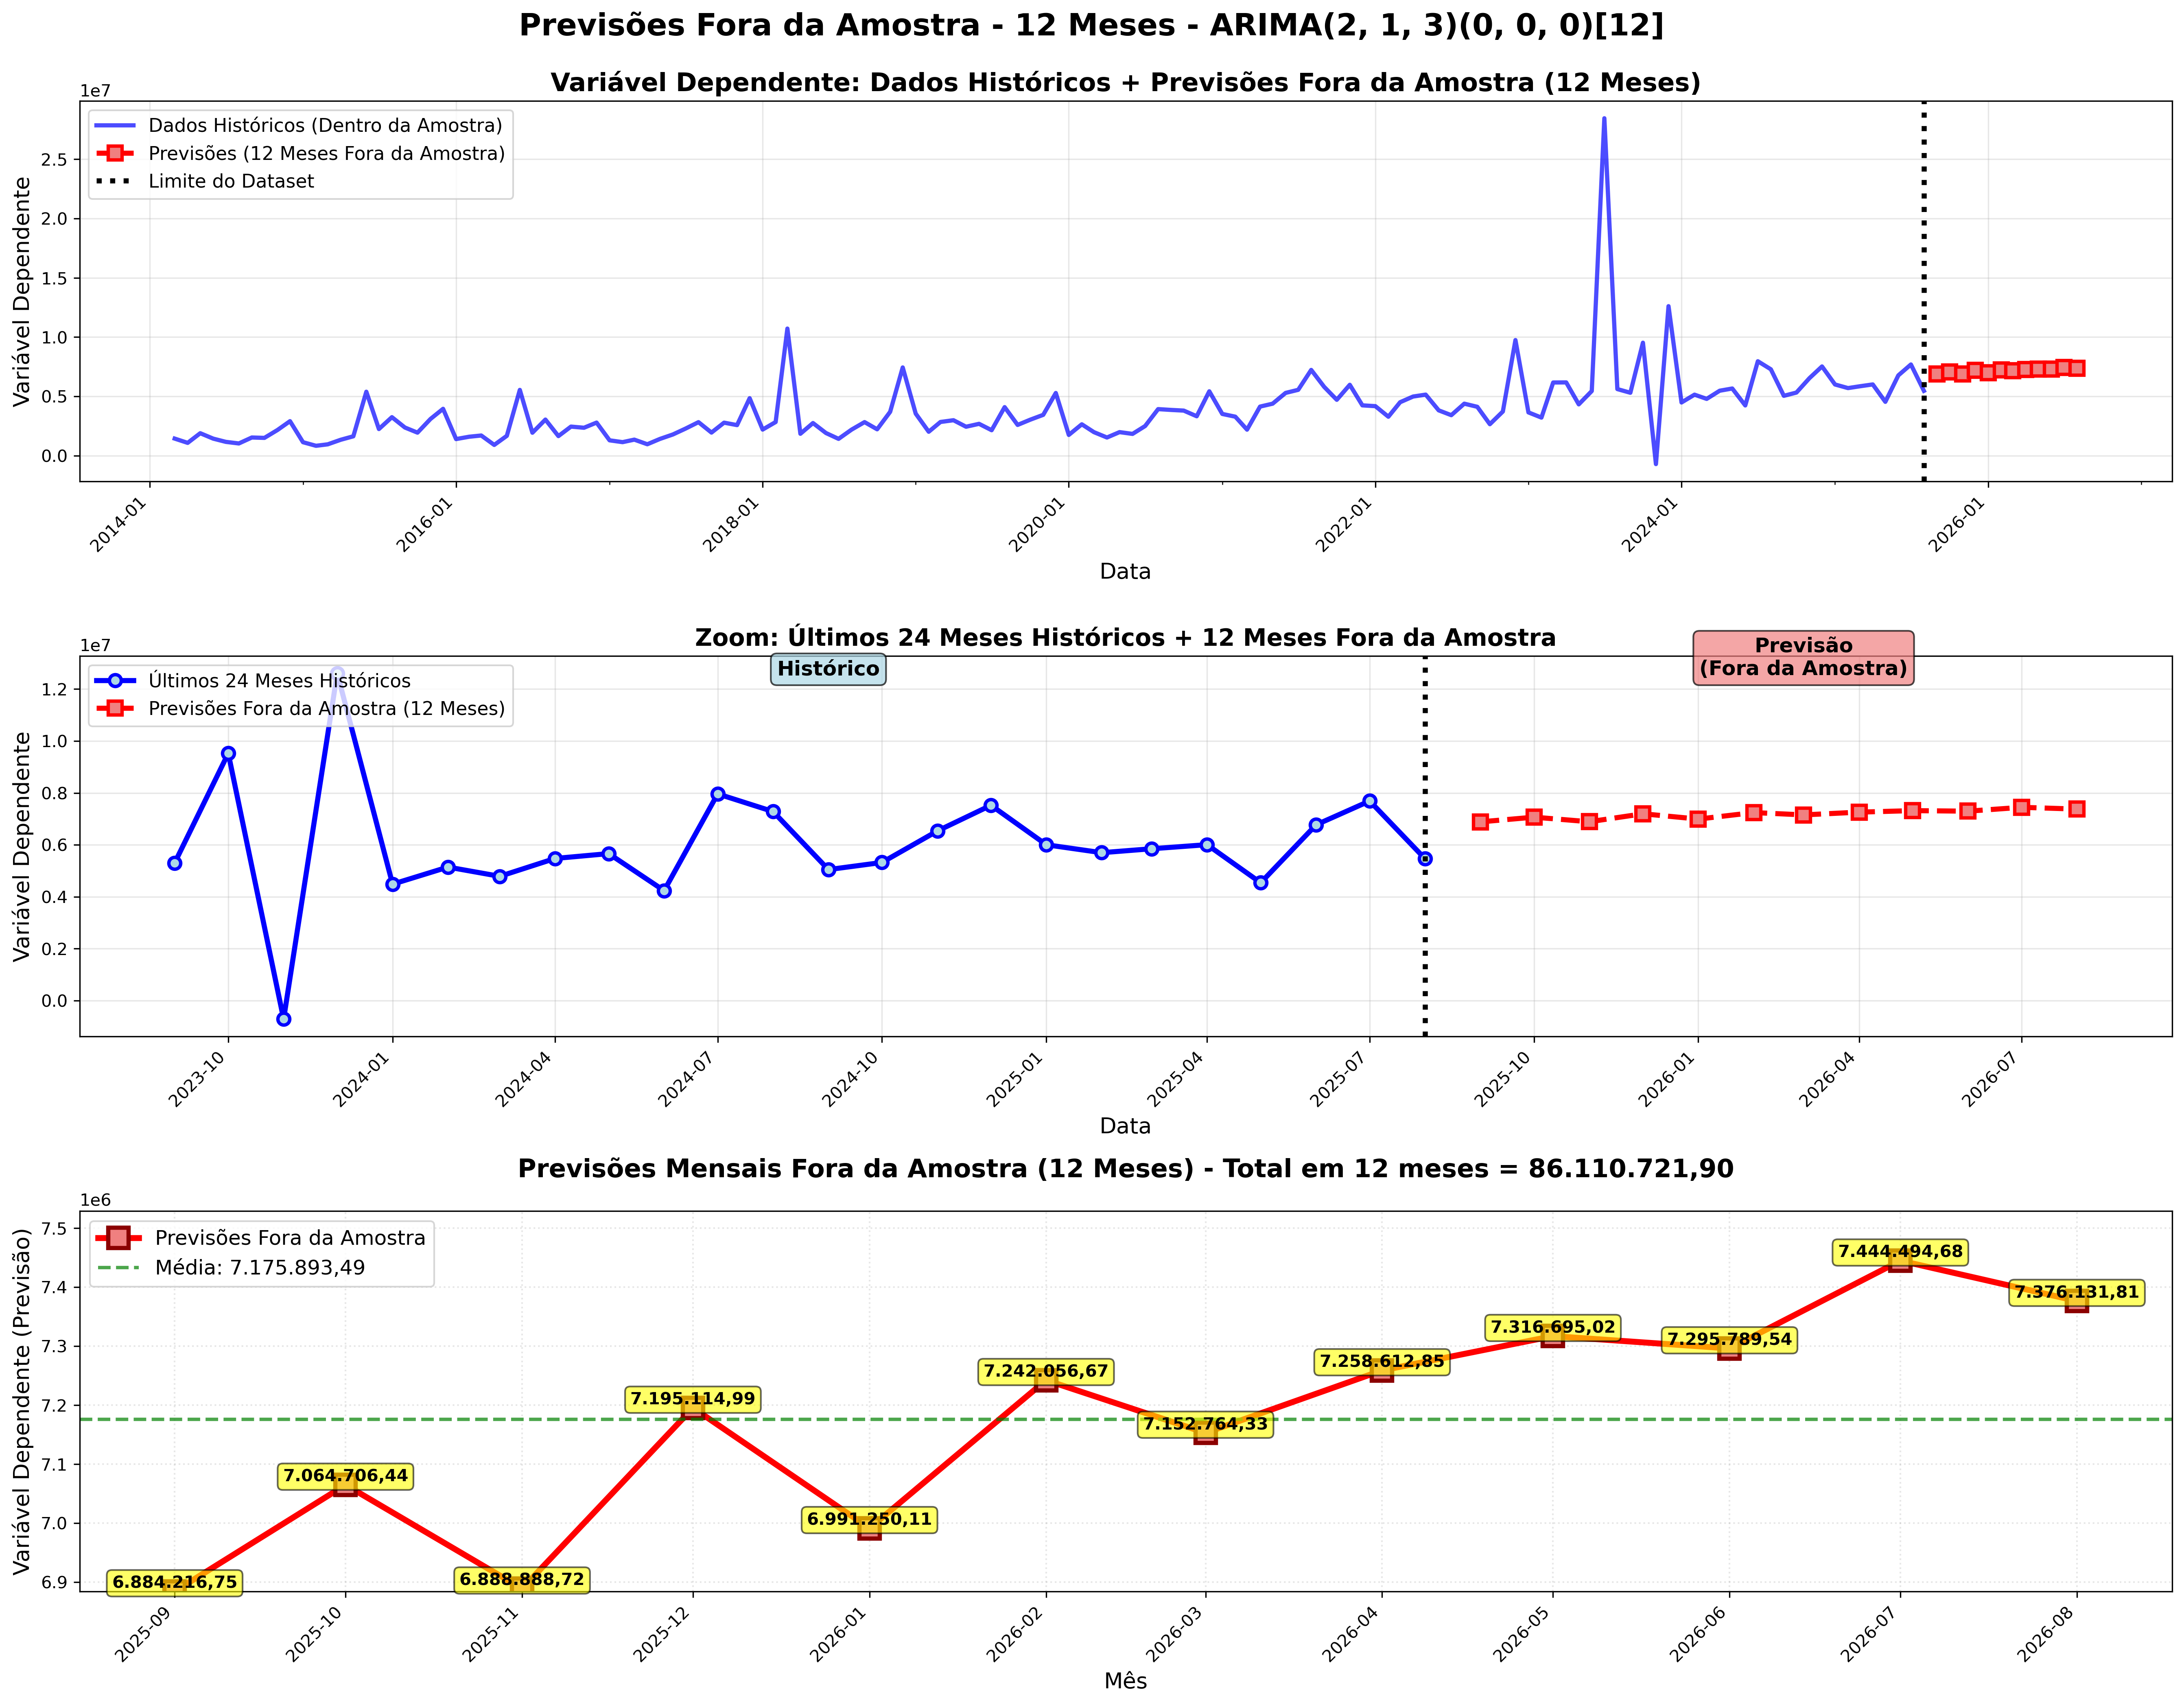 Previsões Fora da Amostra - 12 Meses - ARIMA(2, 1, 3)(0, 0, 0)[12]
Variável Dependente: Dados Históricos + Previsões Fora da Amostra (12 Meses)
1e7
Dados Históricos (Dentro da Amostra)
Previsões (12 Meses Fora da Amostra)
Limite do Dataset
Variável Dependente
2.5
2.0
1.5
1.0
0.5
0.0
2014-01
2016-01
2018-01
2020-01
2022-01
2024-01
2026-01
Data
Zoom: Últimos 24 Meses Históricos + 12 Meses Fora da Amostra
1e7
Últimos 24 Meses Históricos
Previsões Fora da Amostra (12 Meses)
Histórico
Previsão
(Fora da Amostra)
Variável Dependente
1.2
1.0
0.8
0.6
0.4
0.2
0.0
2023-10
2024-01
2024-04
2024-07
2024-10
2025-01
2025-04
2025-07
2025-10
2026-01
2026-04
2026-07
Data
Previsões Mensais Fora da Amostra (12 Meses) - Total em 12 meses = 86.110.721,90
1e6
Previsões Fora da Amostra
Média: 7.175.893,49
Variável Dependente (Previsão)
7.5
7.4
7.3
7.2
7.1
7.0
6.9
6.884.216,75
7.064.706,44
6.888.888,72
7.195.114,99
6.991.250,11
7.242.056,67
7.152.764,33
7.258.612,85
7.316.695,02
7.295.789,54
7.444.494,68
7.376.131,81
2025-09
2025-10
2025-11
2025-12
2026-01
2026-02
2026-03
2026-04
2026-05
2026-06
2026-07
2026-08
Mês